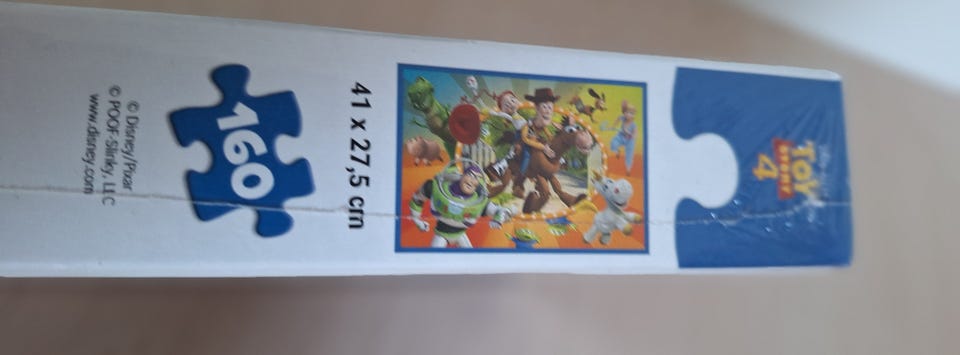 TOY
STORY
4
41 x 27,5 cm
160
© Disney/Pixar
© POOF-Slinky, LLC
www.disney.com